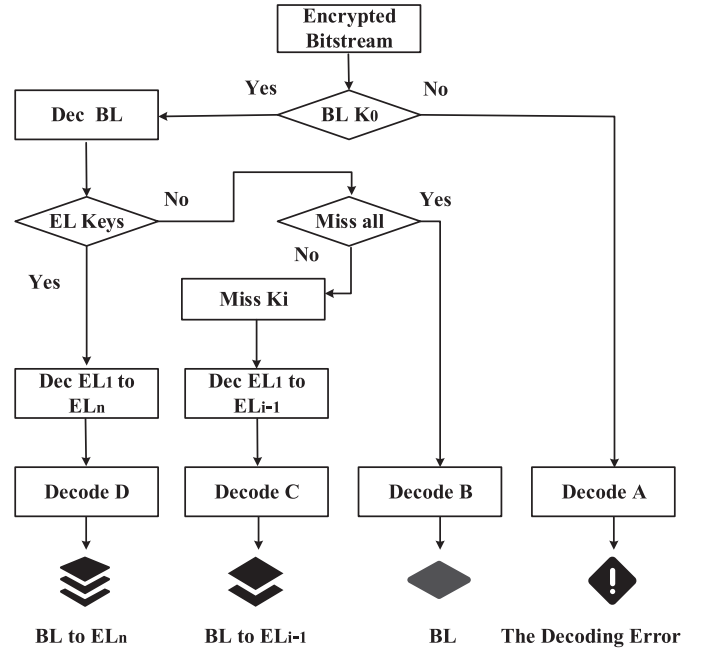 Encrypted
Bitstream
Yes
No
Dec BL
BL K0
No
Yes
EL Keys
Miss all
No
Yes
Miss Ki
Dec EL1 to
ELn
Dec EL1 to
ELi-1
Decode D
Decode C
Decode B
Decode A
BL to ELn
BL to ELi-1
BL
The Decoding Error